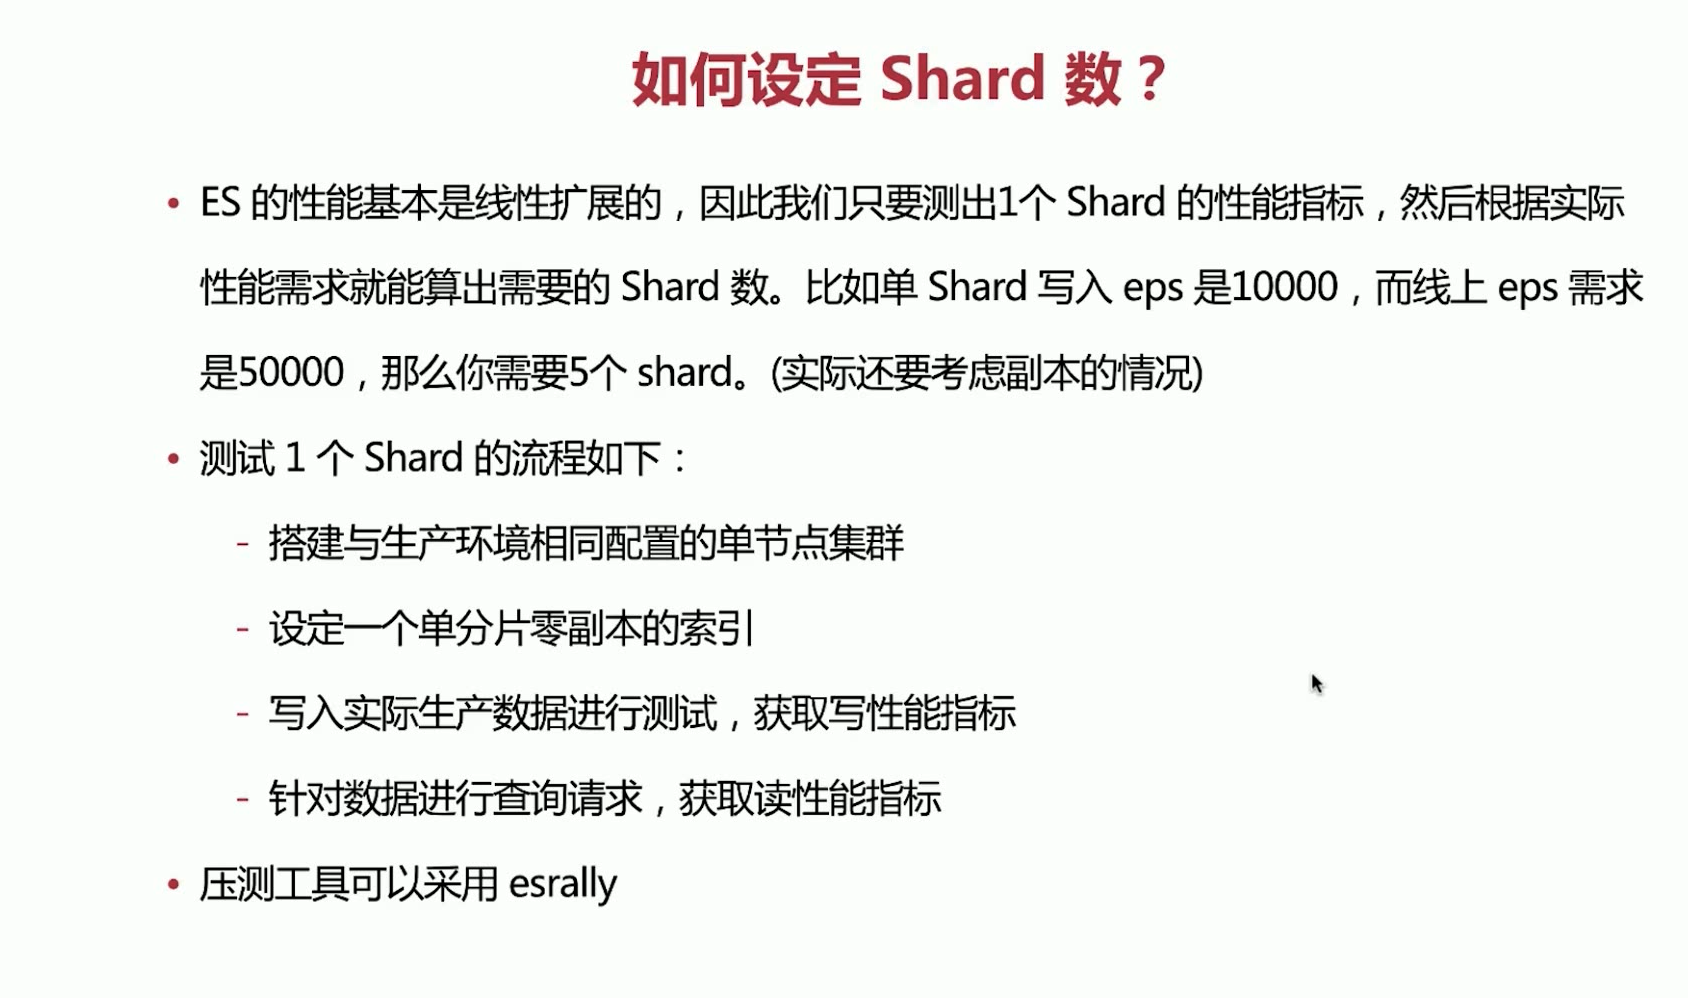 如何设定 Shard 数？
• ES 的性能基本是线性扩展的，因此我们只要测出1个 Shard 的性能指标，然后根据实际
性能需求就能算出需要的 Shard 数。比如单 Shard 写入 eps 是10000，而线上 eps 需求
是50000，那么你需要5个 shard。(实际还要考虑副本的情况)
• 测试 1 个 Shard 的流程如下：
- 搭建与生产环境相同配置的单节点集群
- 设定一个单分片零副本的索引
- 写入实际生产数据进行测试，获取写性能指标
- 针对数据进行查询请求，获取读性能指标
• 压测工具可以采用 esrally